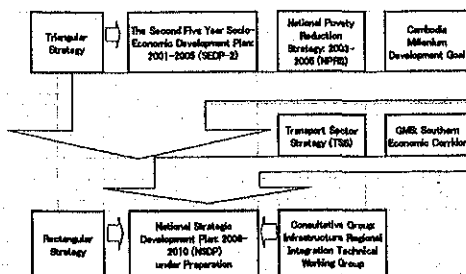 Triangular
Strategy
The Second Five Year Socio-
Economic Development Plan:
2001-2005 (SEDP-2)
National Poverty
Reduction
Strategy: 2003-
2005 (NPRS)
Cambodia
Millenium
Development Goal
Transport Sector
Strategy (TSS)
GMS: Southern
Economic Corridor
Rectangular
Strategy
National Strategic
Development Plan: 2006-
2010 (NSDP)
under Preparation
Consultative Group:
Infrastructure Regional
Integration Technical
Working Group